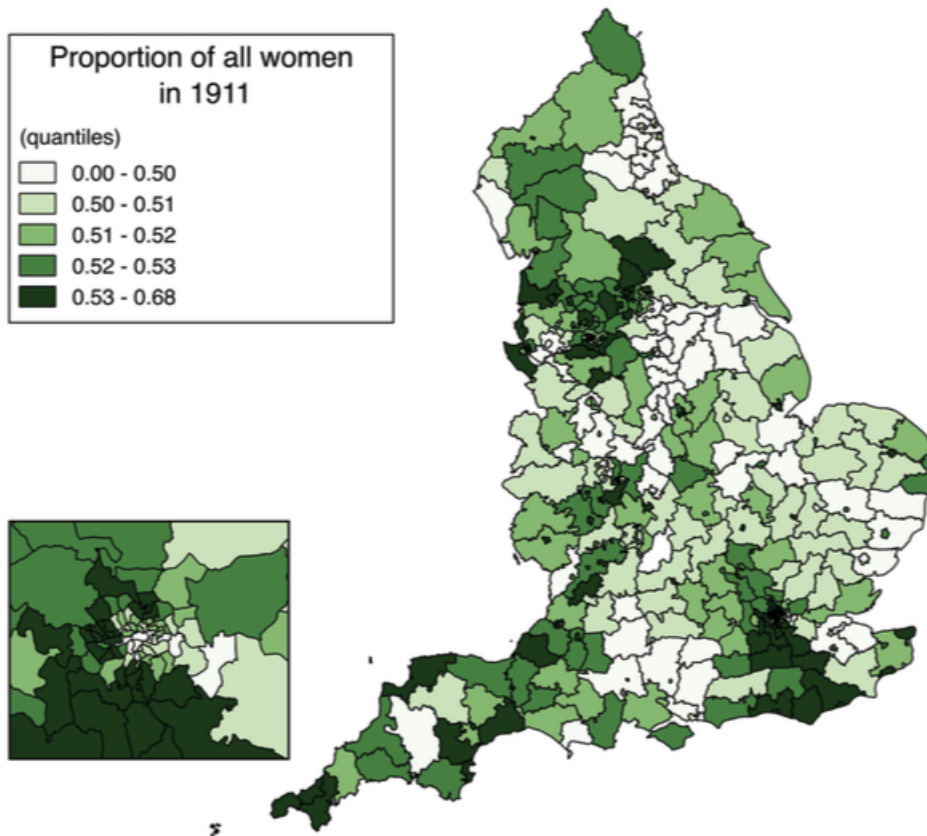 Proportion of all women
in 1911
(quantiles)
0.00 - 0.50
0.50 - 0.51
0.51 - 0.52
0.52 - 0.53
0.53 - 0.68